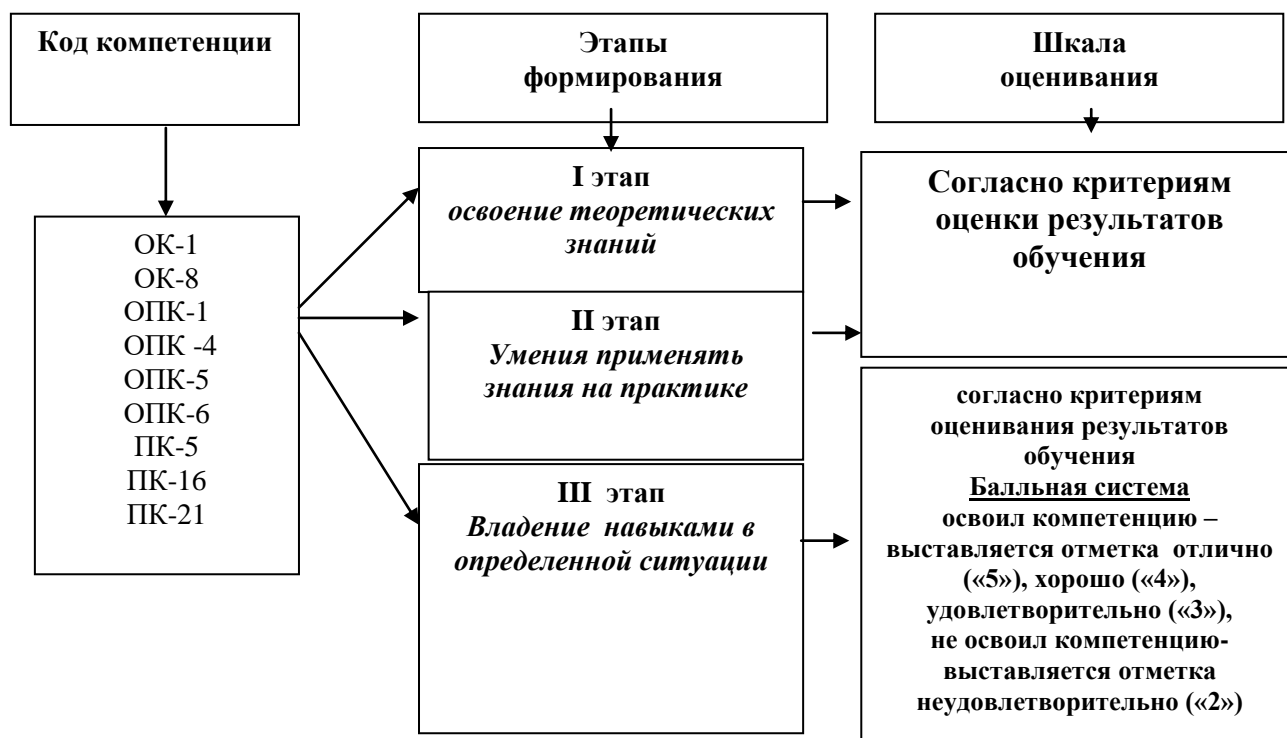 Код компетенции
Этапы
формирования
Шкала
оценивания
ОК-1
ОК-8
ОПК-1
ОПК -4
ОПК-5
ОПК-6
ПК-5
ПК-16
ПК-21
I этап
освоение теоретических
знаний
II этап
Умения применять
знания на практике
III этап
Владение навыками в
определенной ситуации
Согласно критериям
оценки результатов
обучения
согласно критериям
оценивания результатов
обучения
Балльная система
освоил компетенцию –
выставляется отметка отлично
(«5»), хорошо («4»),
удовлетворительно («3»),
не освоил компетенцию-
выставляется отметка
неудовлетворительно («2»)